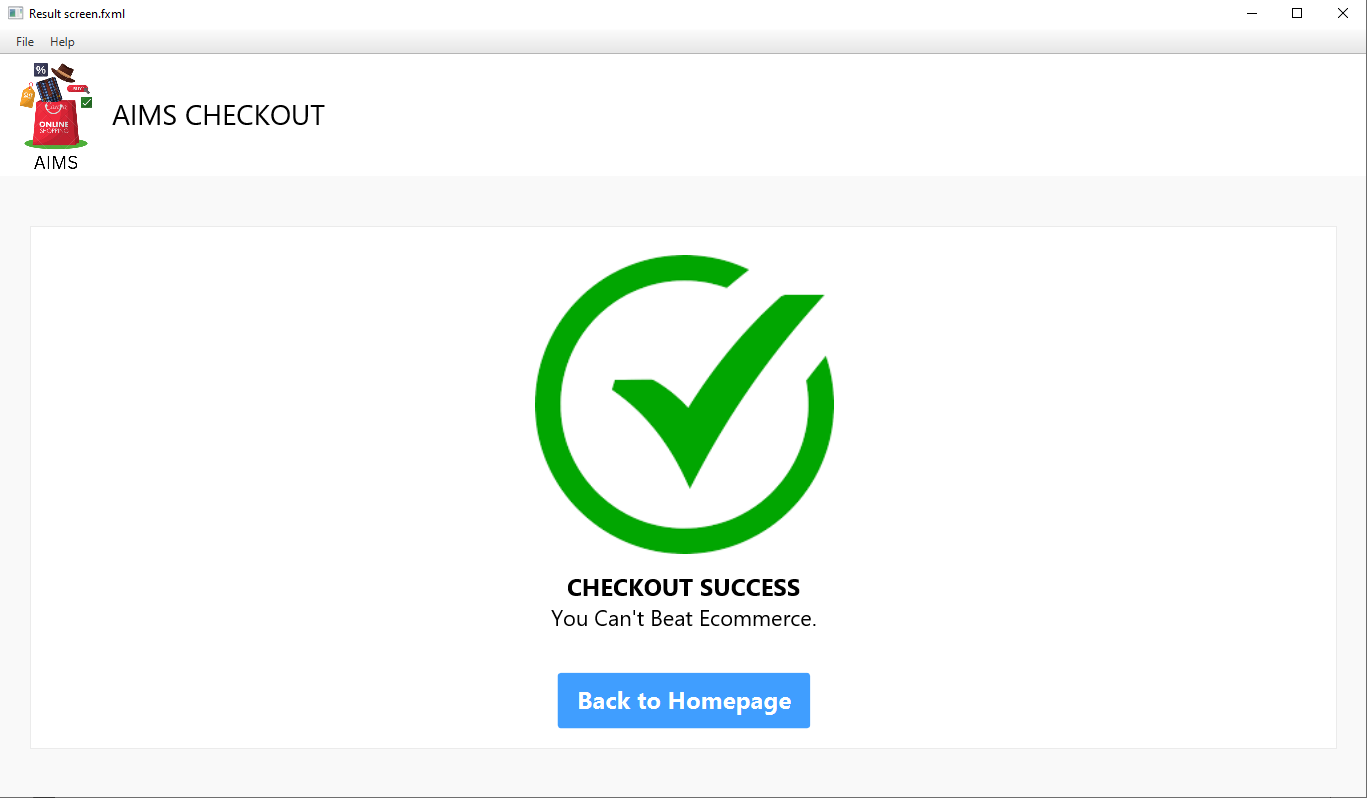 Result screen.fxml
File Help
%
BUY
ONLINE
SHOPPING
AIMS
AIMS CHECKOUT
CHECKOUT SUCCESS
You Can't Beat Ecommerce.
Back to Homepage